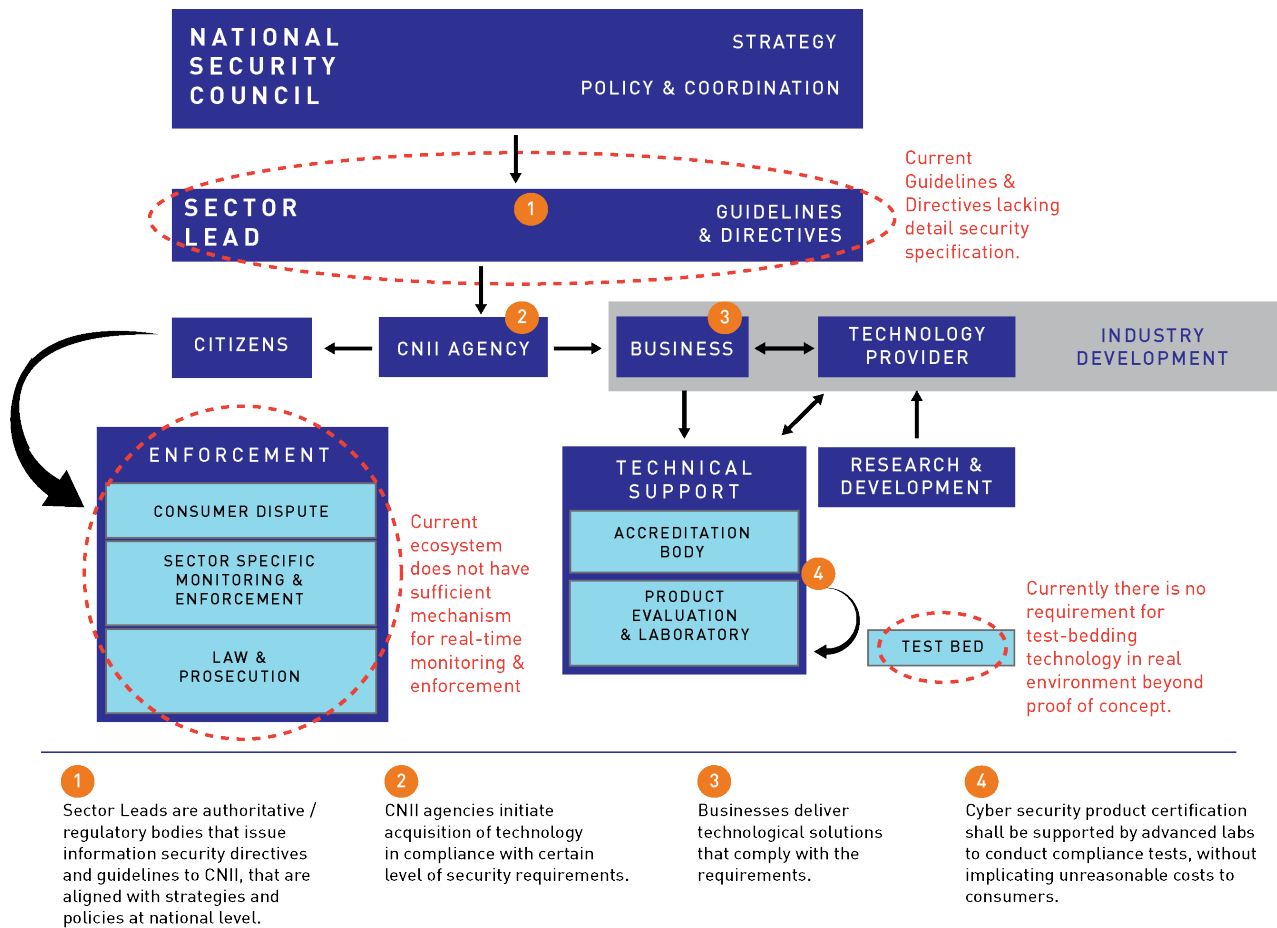 NATIONAL
SECURITY
COUNCIL
STRATEGY
POLICY & COORDINATION
SECTOR
LEAD
1
GUIDELINES
& DIRECTIVES
Current
Guidelines &
Directives lacking
detail security
specification.
CITIZENS
2
CNII AGENCY
3
BUSINESS
TECHNOLOGY
PROVIDER
INDUSTRY
DEVELOPMENT
ENFORCEMENT
CONSUMER DISPUTE
SECTOR SPECIFIC
MONITORING &
ENFORCEMENT
LAW &
PROSECUTION
Current
ecosystem
does not have
sufficient
mechanism
for real-time
monitoring &
enforcement
TECHNICAL
SUPPORT
ACCREDITATION
BODY
4
PRODUCT
EVALUATION
& LABORATORY
RESEARCH &
DEVELOPMENT
TEST BED
Currently there is no
requirement for
test-bedding
technology in real
environment beyond
proof of concept.
1
Sector Leads are authoritative /
regulatory bodies that issue
information security directives
and guidelines to CNII, that are
aligned with strategies and
policies at national level.
2
CNII agencies initiate
acquisition of technology
in compliance with certain
level of security requirements.
3
Businesses deliver
technological solutions
that comply with the
requirements.
4
Cyber security product certification
shall be supported by advanced labs
to conduct compliance tests, without
implicating unreasonable costs to
consumers.